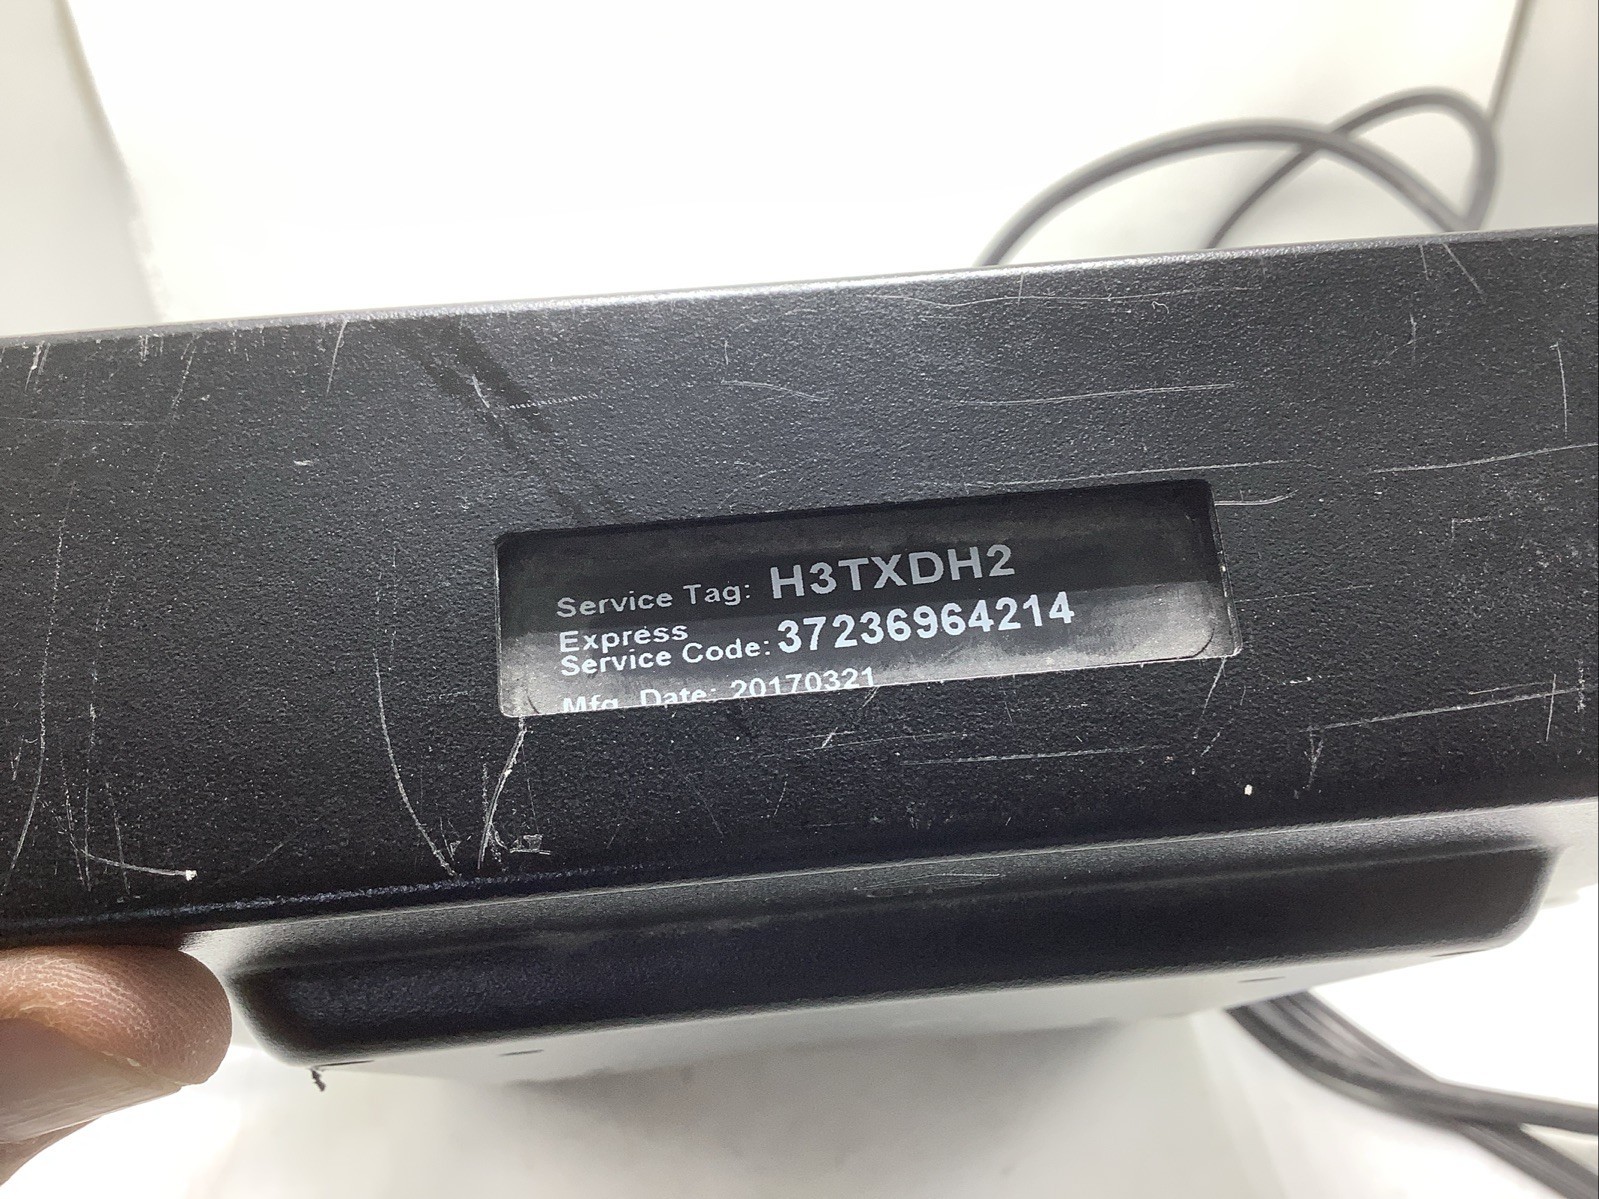 Service Tag: H3TXDH2
Express
Service Code: 37236964214
Mfg. Date: 20170321